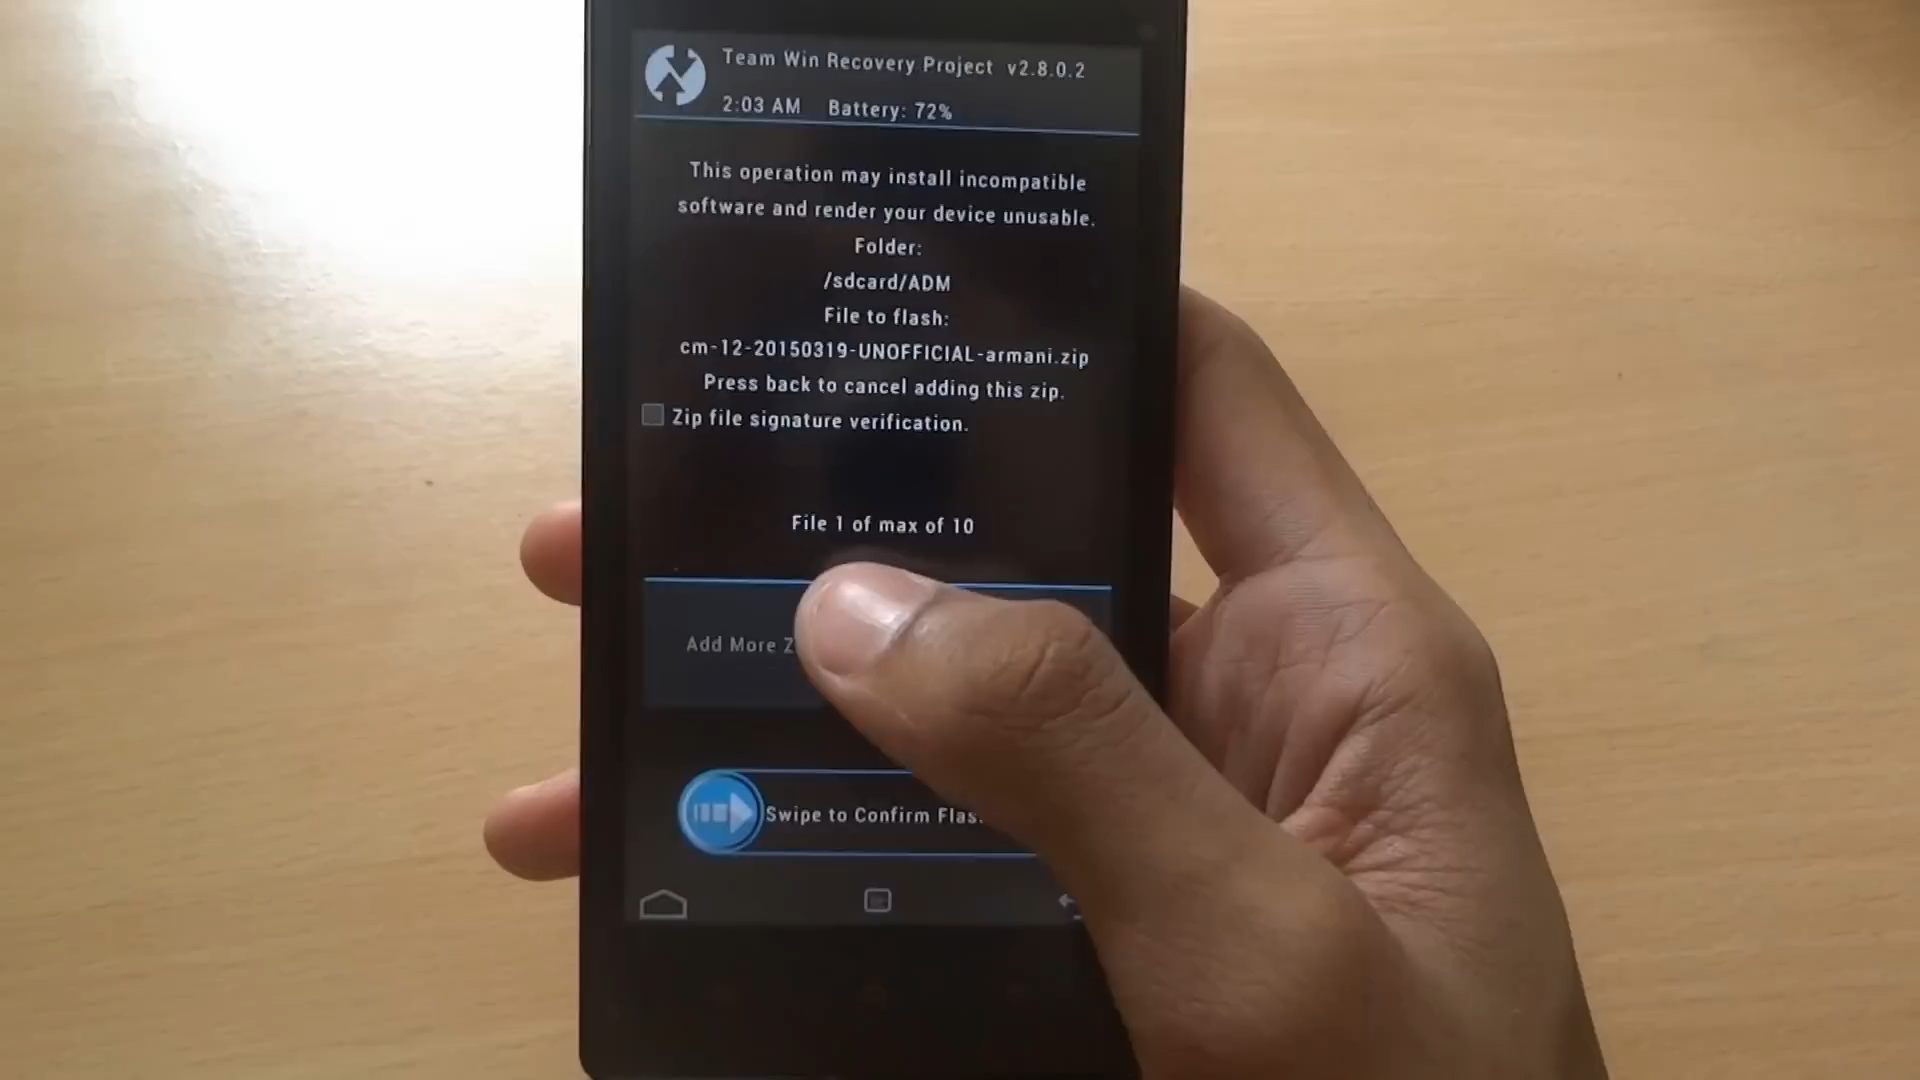 Team Win Recovery Project v2.8.0.2
2:03 AM Battery: 72%
This operation may install incompatible
software and render your device unusable.
Folder:
/sdcard/ADM
File to flash:
cm-12-20150319-UNOFFICIAL-armani.zip
Press back to cancel adding this zip.
Zip file signature verification.
File 1 of max of 10
Add More Z
Swipe to Confirm Flas